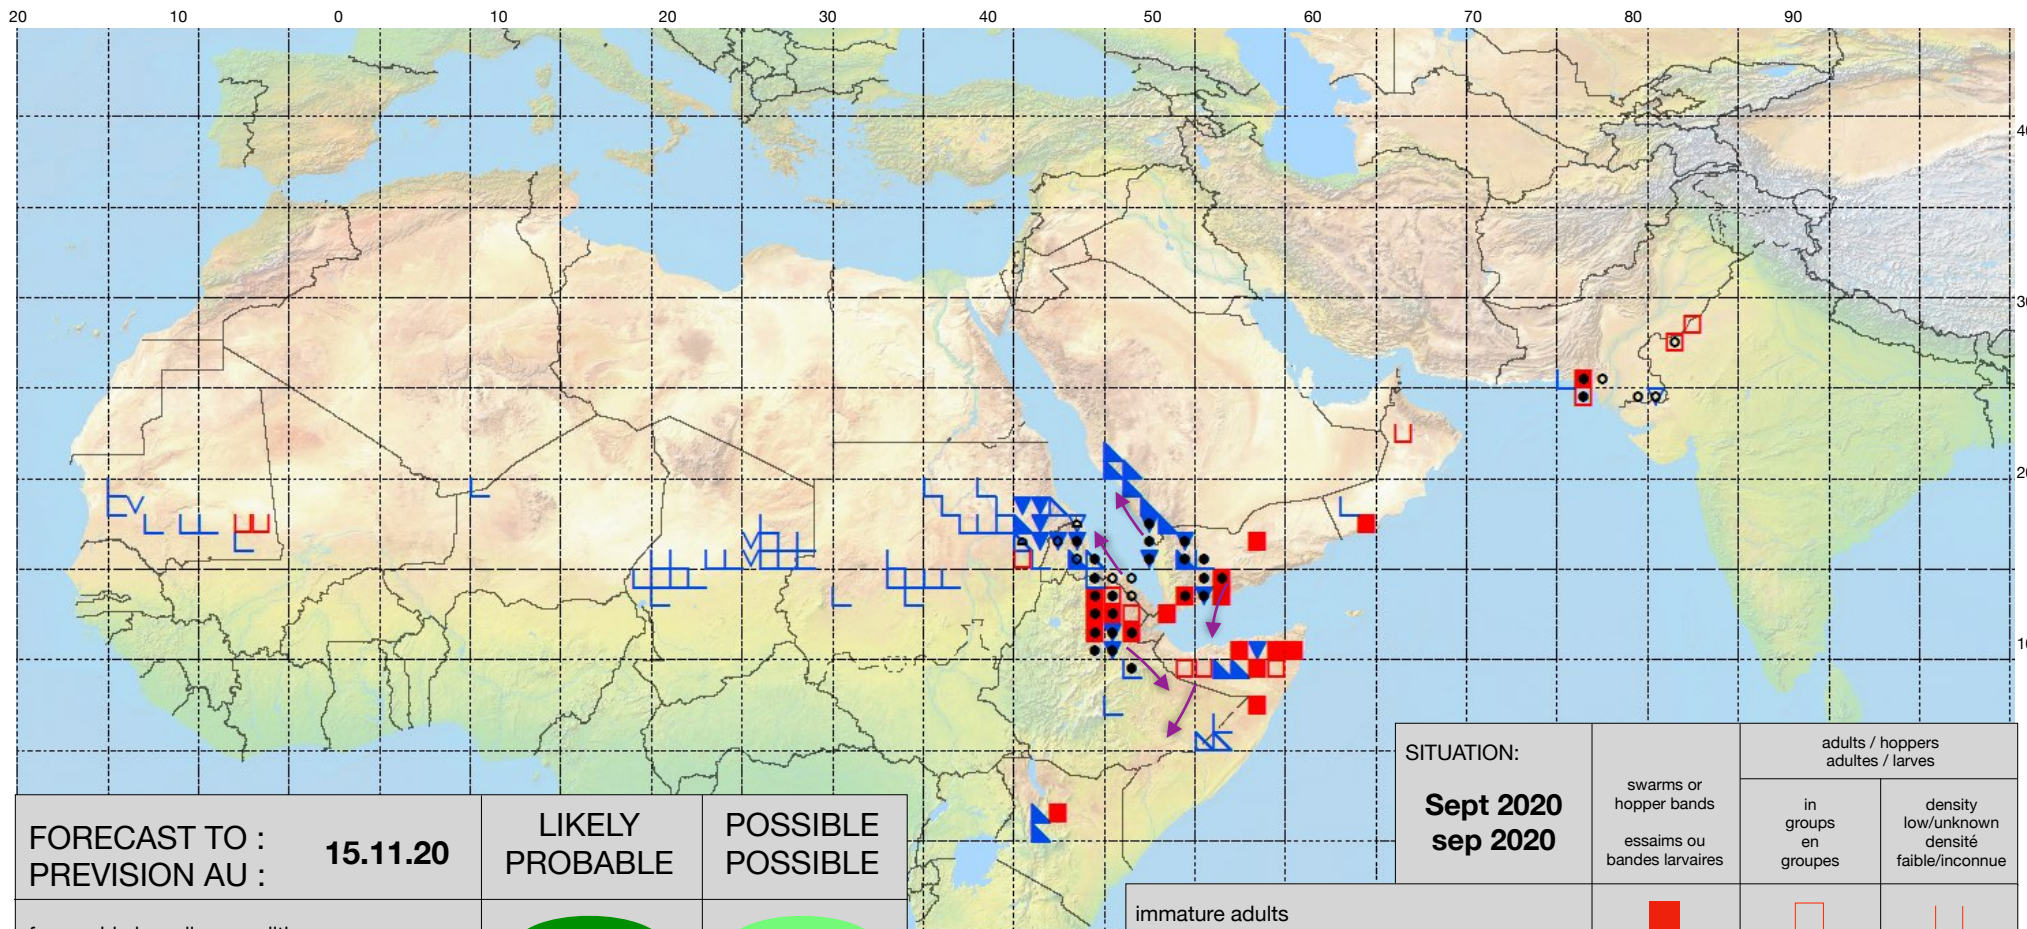 20 10 0 10 20 30 40 50 60 70 80 90
SITUATION:
Sept 2020
sep 2020
swarms or
hopper bands
essaims ou
bandes larvaires
adults / hoppers
adultes / larves
in
groups
en
groupes
density
low/unknown
densité
faible/inconnue
FORECAST TO :
PREVISION AU :
15.11.20
LIKELY
PROBABLE
POSSIBLE
POSSIBLE
immature adults